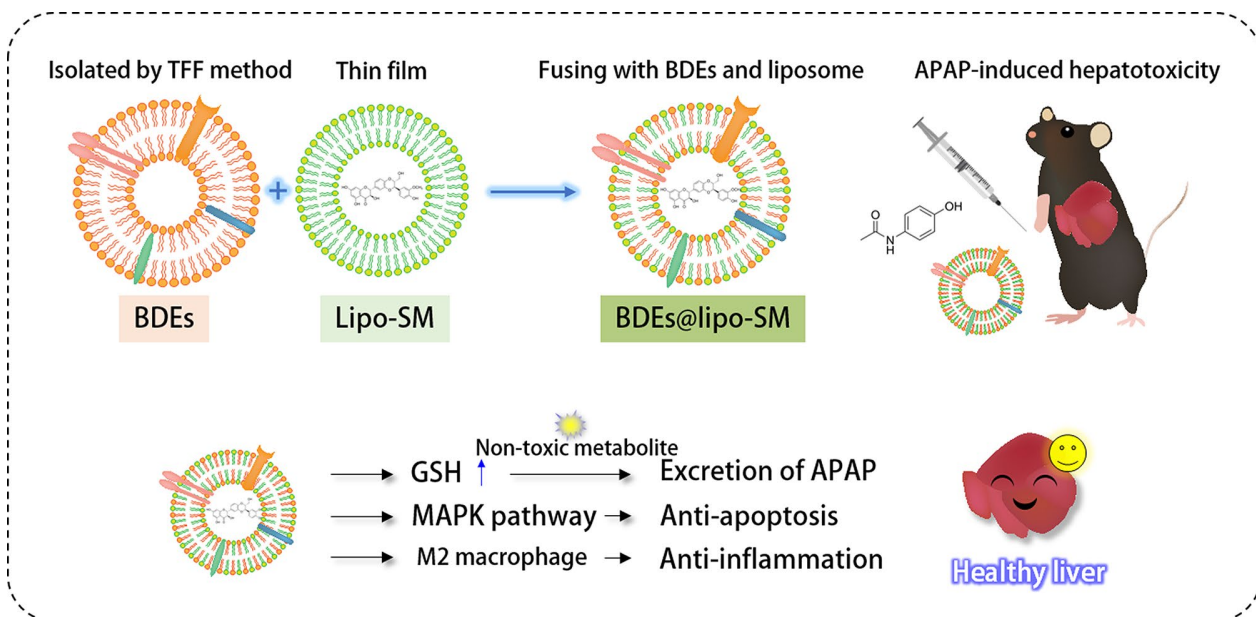 Isolated by TFF method
Thin film
Fusing with BDEs and liposome
APAP-induced hepatotoxicity
+
BDEs
Lipo-SM
BDEs@lipo-SM
O
N
H
OH
Non-toxic metabolite
GSH ↑
Excretion of APAP
MAPK pathway
Anti-apoptosis
M2 macrophage
Anti-inflammation
Healthy liver